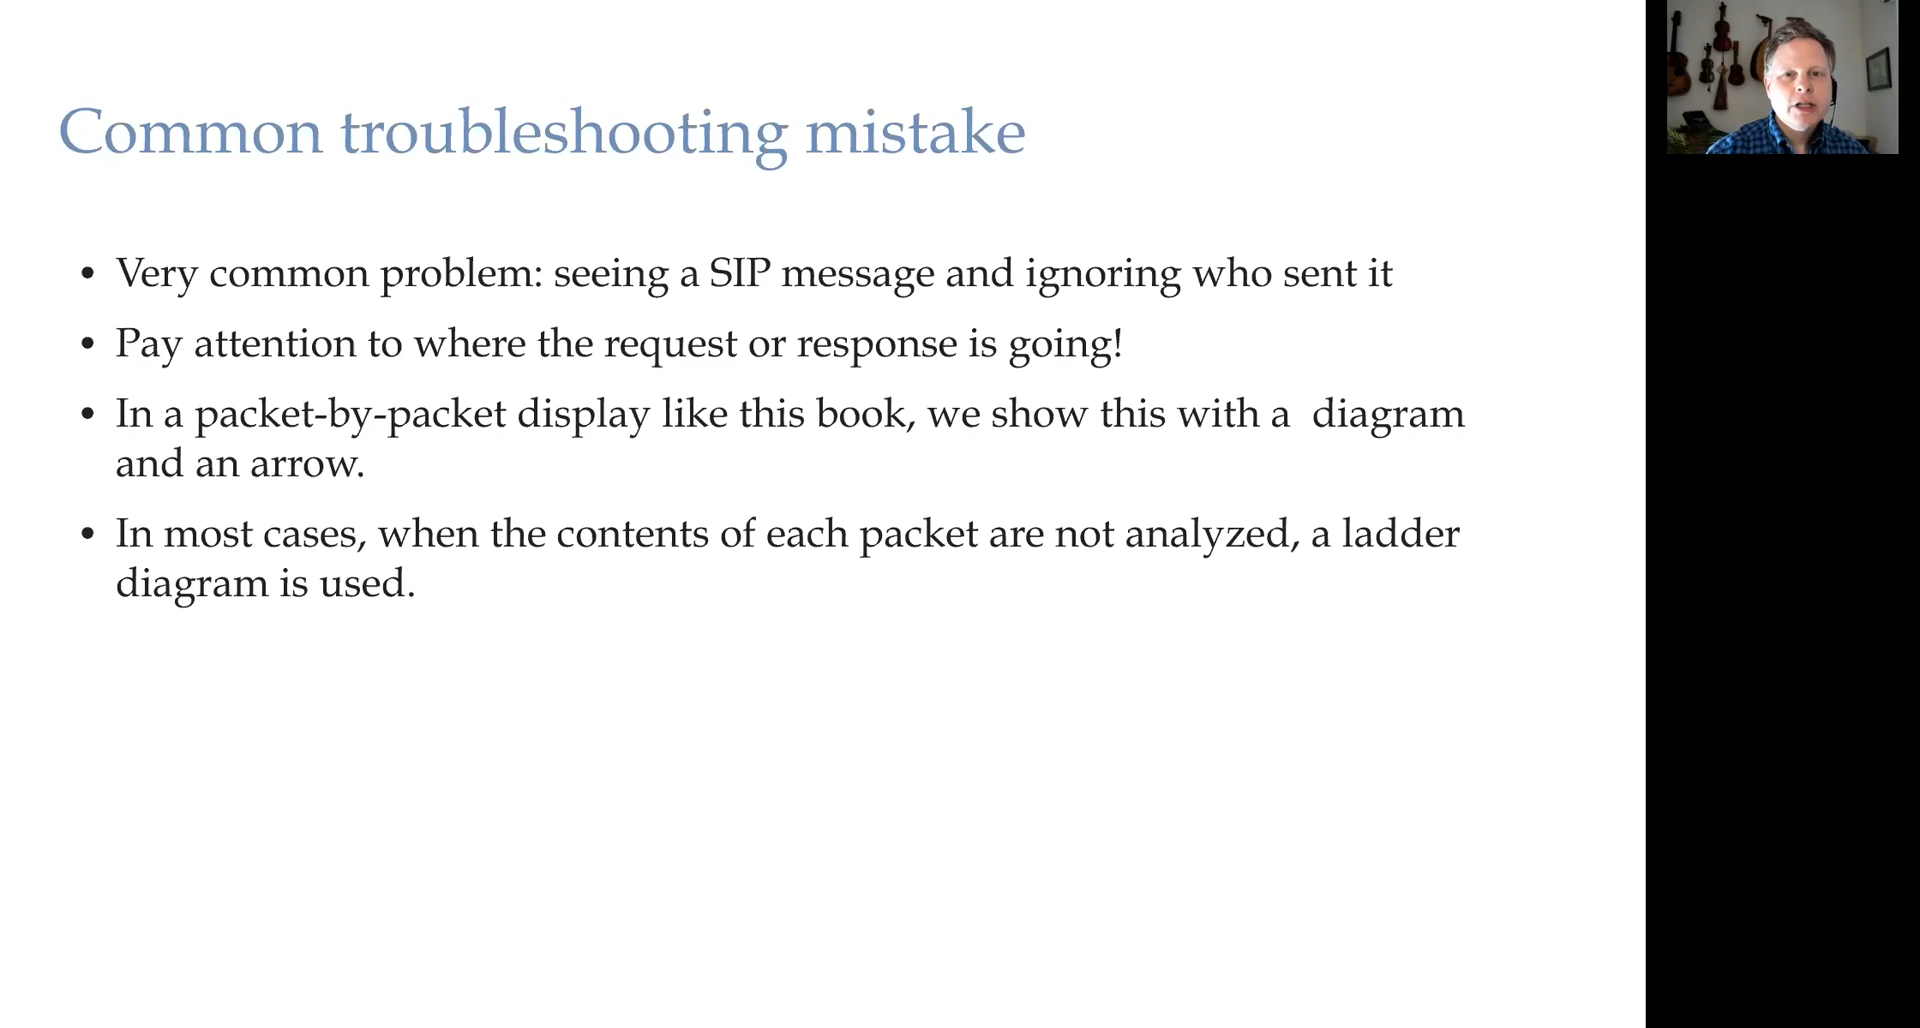 Common troubleshooting mistake
• Very common problem: seeing a SIP message and ignoring who sent it
• Pay attention to where the request or response is going!
• In a packet-by-packet display like this book, we show this with a  diagram
and an arrow.
• In most cases, when the contents of each packet are not analyzed, a ladder
diagram is used.